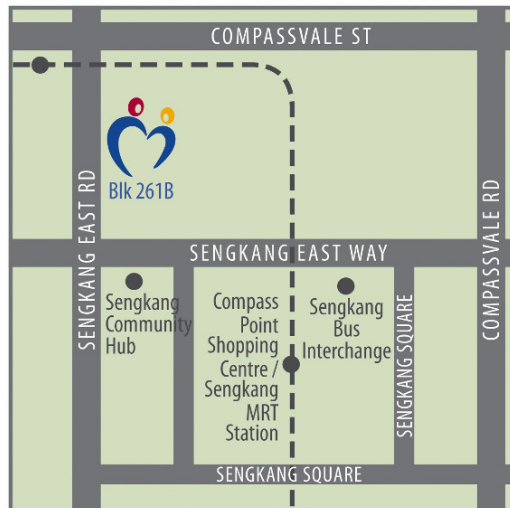 COMPASSVALE ST
Blk 261B
SENGKANG EAST RD
COMPASSVALE RD
SENGKANG EAST WAY
Sengkang
Community
Hub
Compass
Point
Shopping
Centre /
Sengkang
MRT
Station
Sengkang
Bus
Interchange
SENGKANG SQUARE
SENGKANG SQUARE